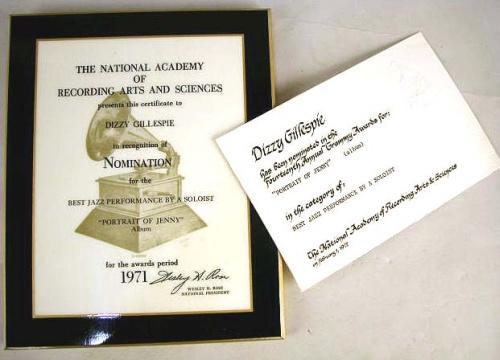 THE NATIONAL ACADEMY
OF
RECORDING ARTS AND SCIENCES
presents this certificate to
DIZZY GILLESPIE
in recognition of
NOMINATION
for the
BEST JAZZ PERFORMANCE BY A SOLOIST
"PORTRAIT OF JENNY"
Album
for the awards period
1971 Wesley H. Rose
WESLEY H. ROSE
NATIONAL PRESIDENT
Dizzy Gillespie
has been nominated in the
Fourteenth Annual Grammy Awards for:
"PORTRAIT OF JENNY" (album)
in the category of:
BEST JAZZ PERFORMANCE BY A SOLOIST
The National Academy of Recording Arts & Sciences
1972